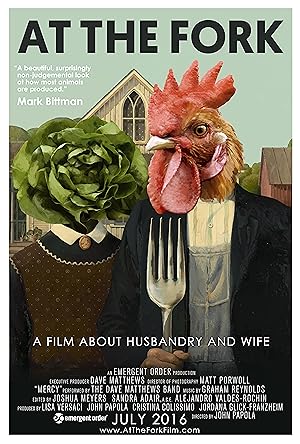 AT THE FORK
"A beautiful, surprisingly
non-judgemental look
at how most animals
are produced."
Mark Bittman
A FILM ABOUT HUSBANDRY AND WIFE
AN EMERGENT ORDER PRODUCTION
EXECUTIVE PRODUCER DAVE MATTHEWS DIRECTOR OF PHOTOGRAPHY MATT PORWOLL
"MERCY" PERFORMED BY THE DAVE MATTHEWS BAND MUSIC BY GRAHAM REYNOLDS
EDITED BY JOSHUA MEYERS SANDRA ADAIR, A.C.E. ALEJANDRO VALDES-ROCHIN
PRODUCED BY LISA VERSACI JOHN PAPOLA CRISTINA COLISSIMO JORDANA GLICK-FRANZHEIM
emergent order DIRECTED BY JOHN PAPOLA
JULY 2016
www.AtTheForkFilm.com